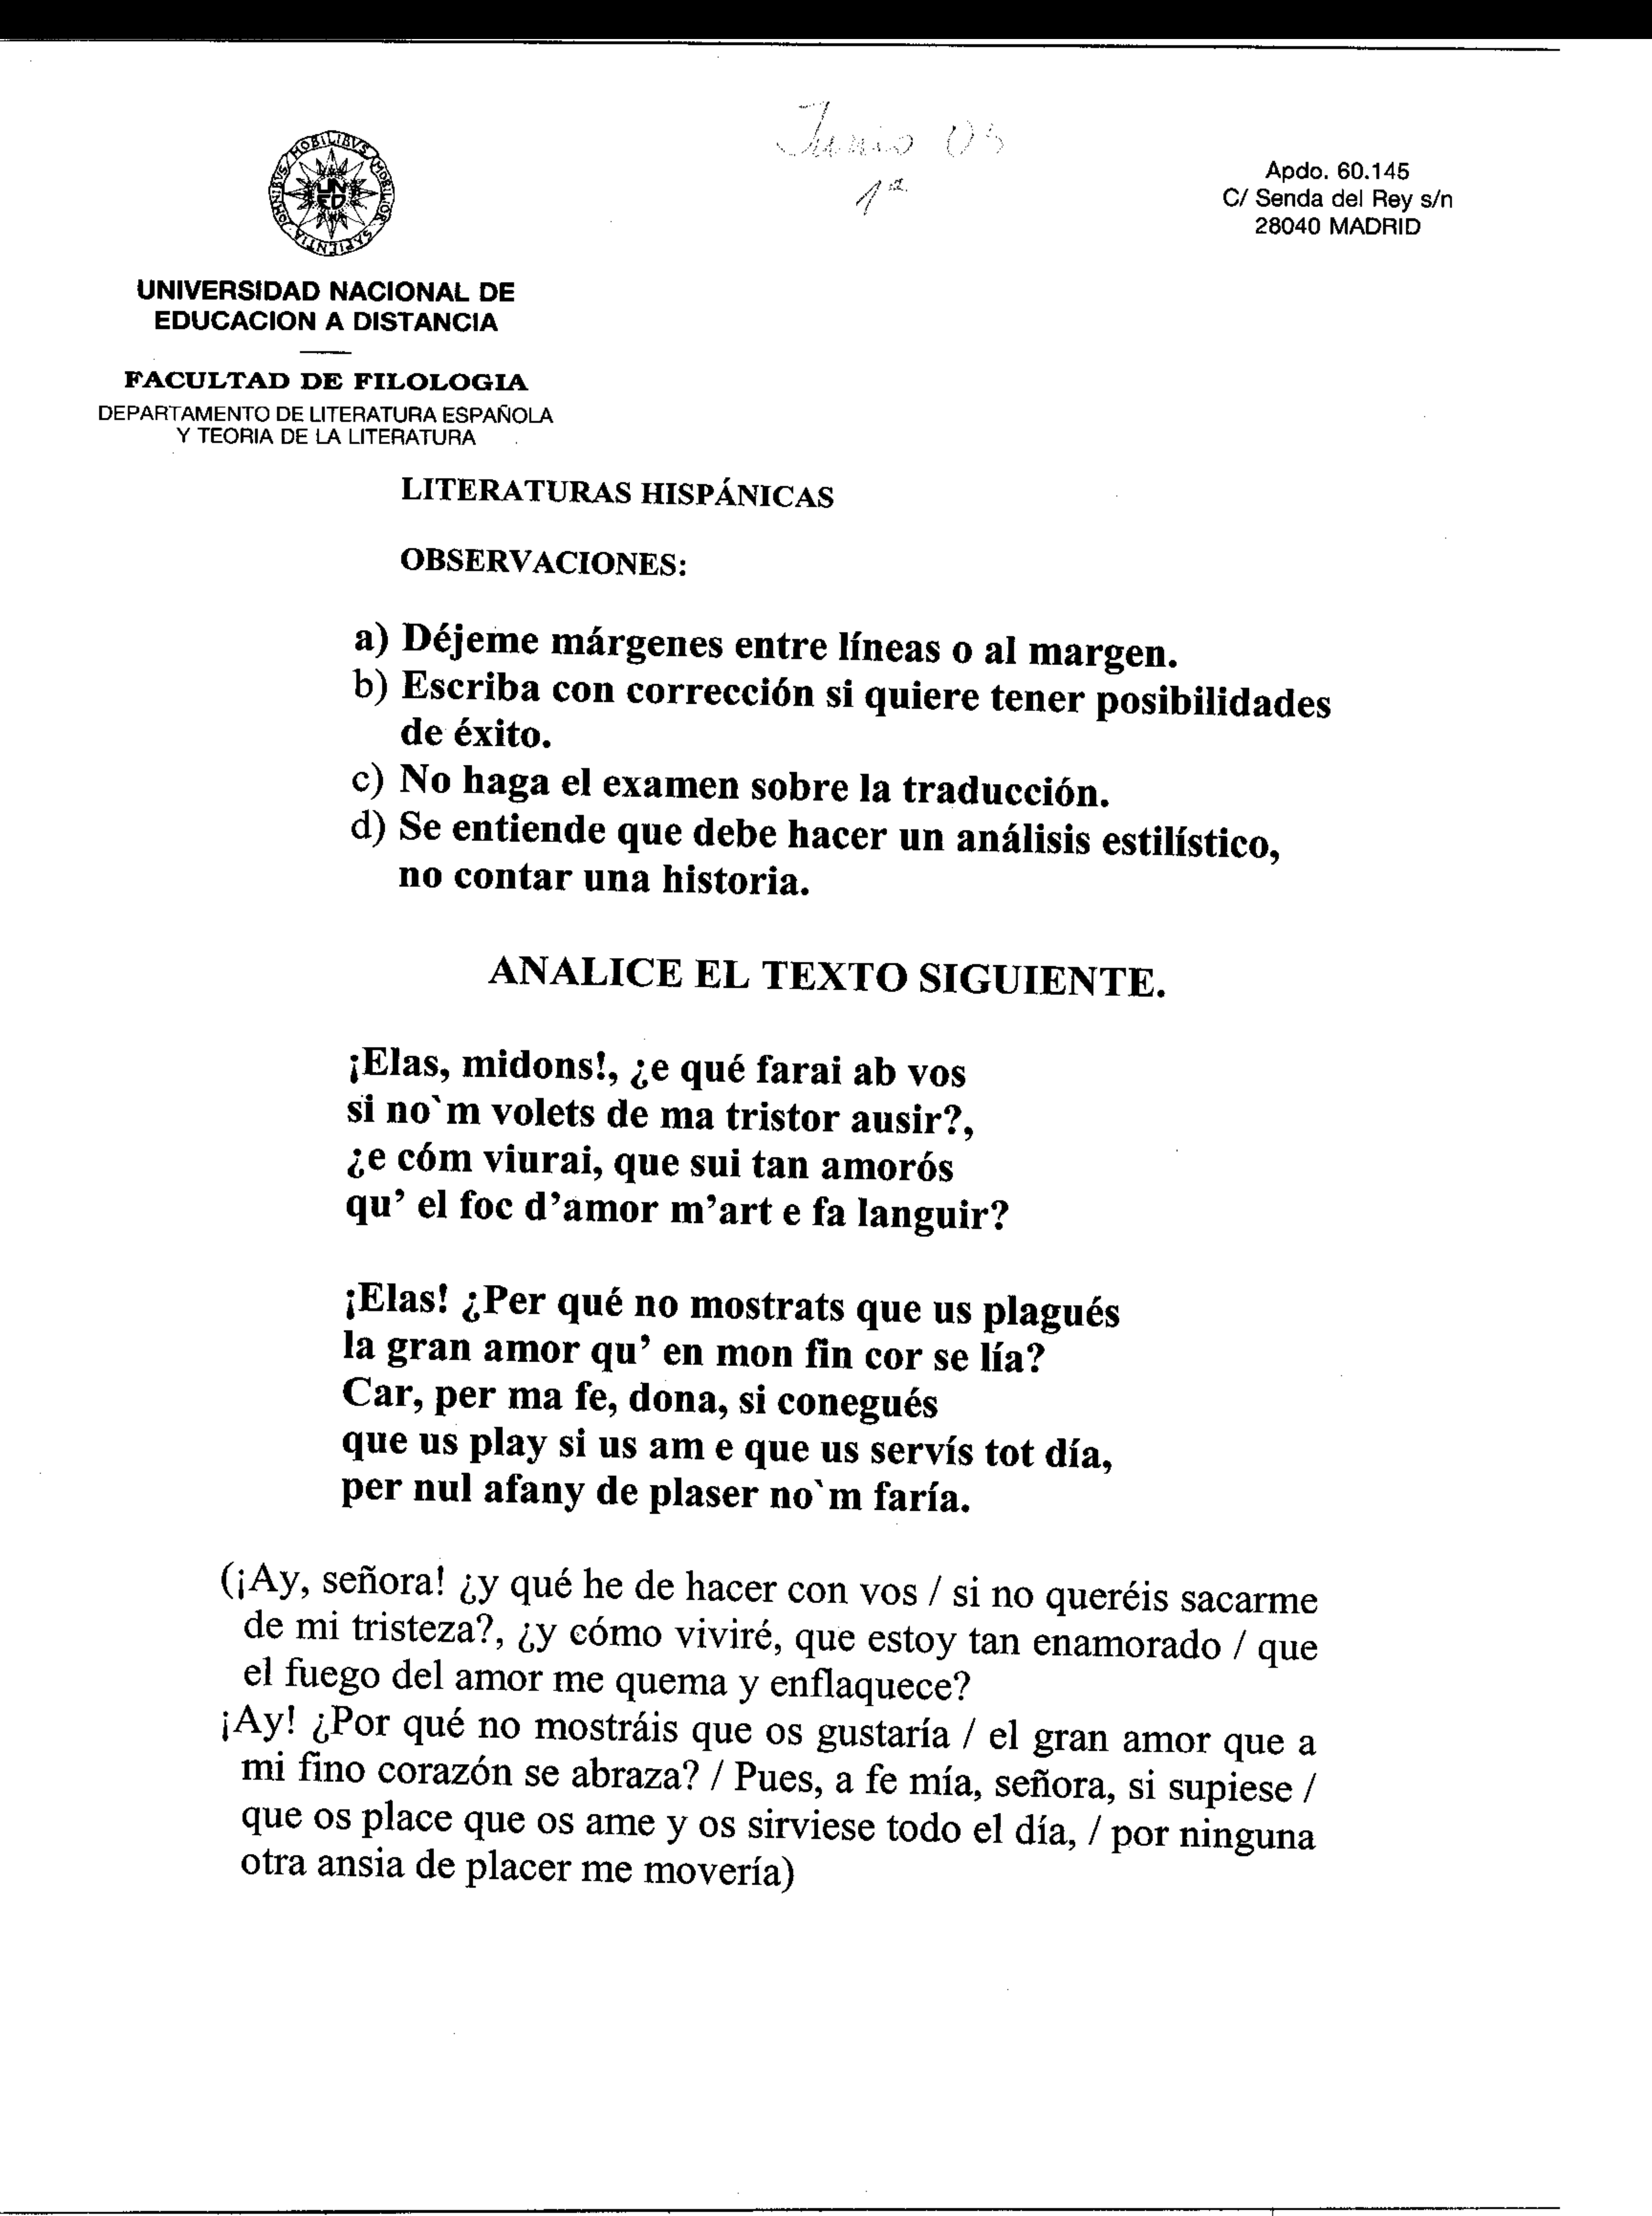 Junio 05
1ª
OMNIBVS MOBILIBVS MOBILIOR SAPIENTIA
UN
ED
Apdo. 60.145
C/ Senda del Rey s/n
28040 MADRID
UNIVERSIDAD NACIONAL DE
EDUCACION A DISTANCIA
FACULTAD DE FILOLOGIA
DEPARTAMENTO DE LITERATURA ESPAÑOLA
Y TEORIA DE LA LITERATURA
LITERATURAS HISPÁNICAS
OBSERVACIONES:
a) Déjeme márgenes entre líneas o al margen.
b) Escriba con corrección si quiere tener posibilidades
de éxito.
c) No haga el examen sobre la traducción.
d) Se entiende que debe hacer un análisis estilístico,
no contar una historia.
ANALICE EL TEXTO SIGUIENTE.
¡Elas, midons!, ¿e qué farai ab vos
si no`m volets de ma tristor ausir?,
¿e cóm viurai, que sui tan amorós
qu’ el foc d’amor m’art e fa languir?
¡Elas! ¿Per qué no mostrats que us plagués
la gran amor qu’ en mon fin cor se lía?
Car, per ma fe, dona, si conegués
que us play si us am e que us servís tot día,
per nul afany de plaser no`m faría.
(¡Ay, señora! ¿y qué he de hacer con vos / si no queréis sacarme
de mi tristeza?, ¿y cómo viviré, que estoy tan enamorado / que
el fuego del amor me quema y enflaquece?
¡Ay! ¿Por qué no mostráis que os gustaría / el gran amor que a
mi fino corazón se abraza? / Pues, a fe mía, señora, si supiese /
que os place que os ame y os sirviese todo el día, / por ninguna
otra ansia de placer me movería)